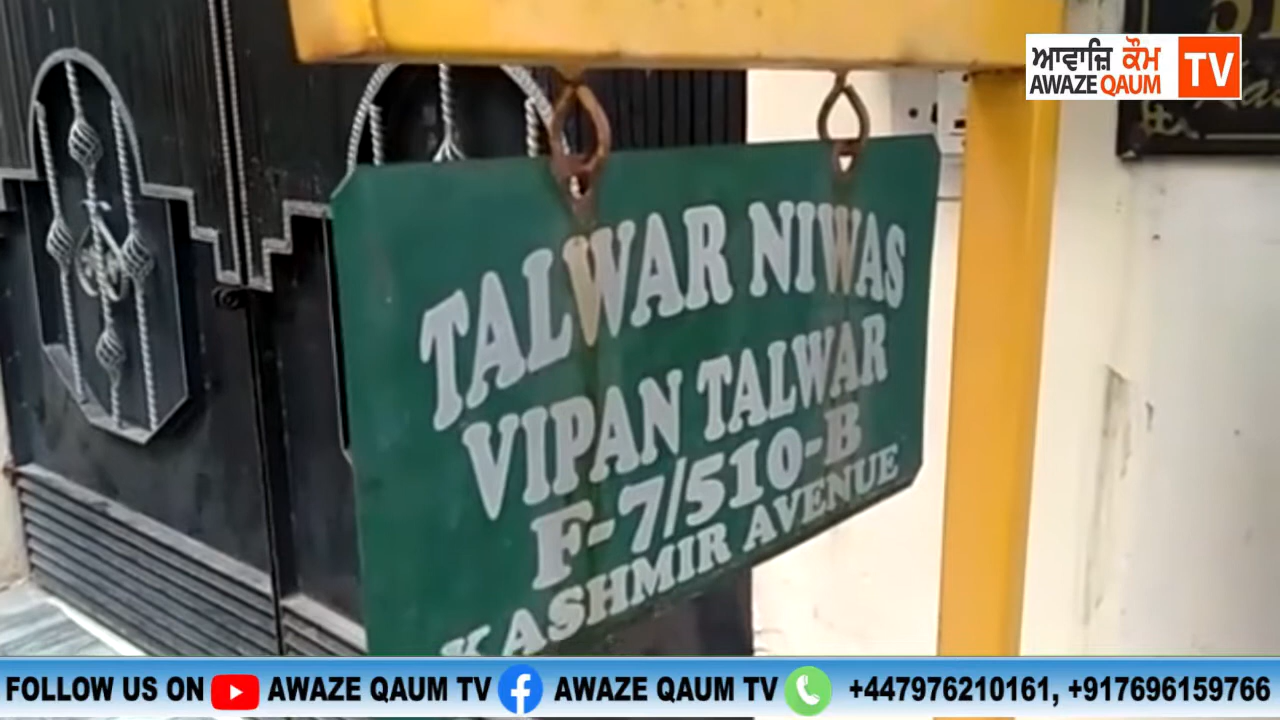 ਆਵਾਜ਼ਿ ਕੌਮ
AWAZE QAUM
TV
TALWAR NIWAS
VIPAN TALWAR
F-7/510-B
KASHMIR AVENUE
FOLLOW US ON AWAZE QAUM TV AWAZE QAUM TV +447976210161, +917696159766